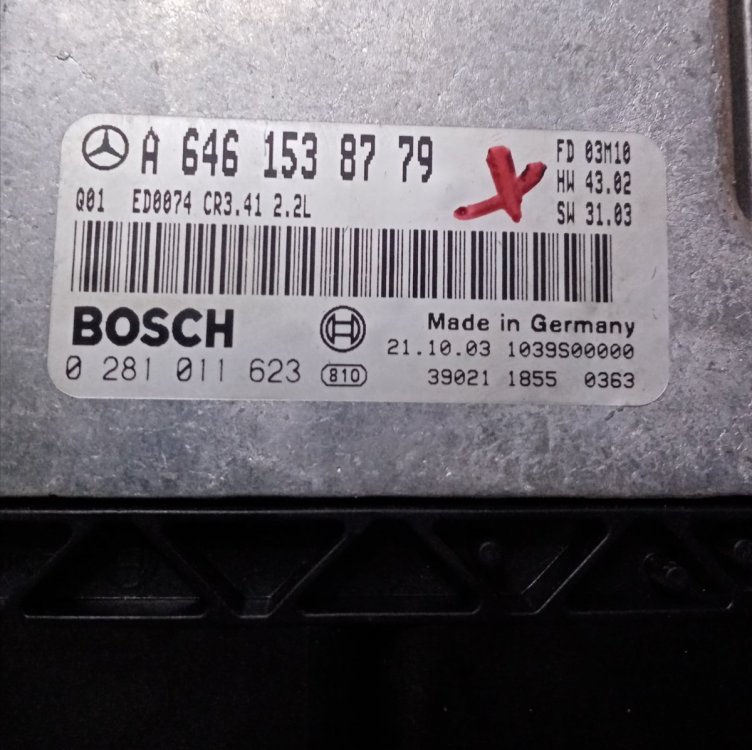 A 646 153 87 79
FD 03M10
HW 43.02
SW 31.03
Q01 ED0074 CR3.41 2.2L
BOSCH
Made in Germany
21.10.03 1039S00000
0 281 011 623 810
39021 1855 0363